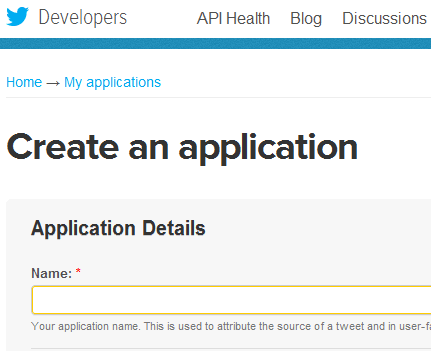 Developers API Health Blog Discussions
Home → My applications
Create an application
Application Details
Name: *
Your application name. This is used to attribute the source of a tweet and in user-fa